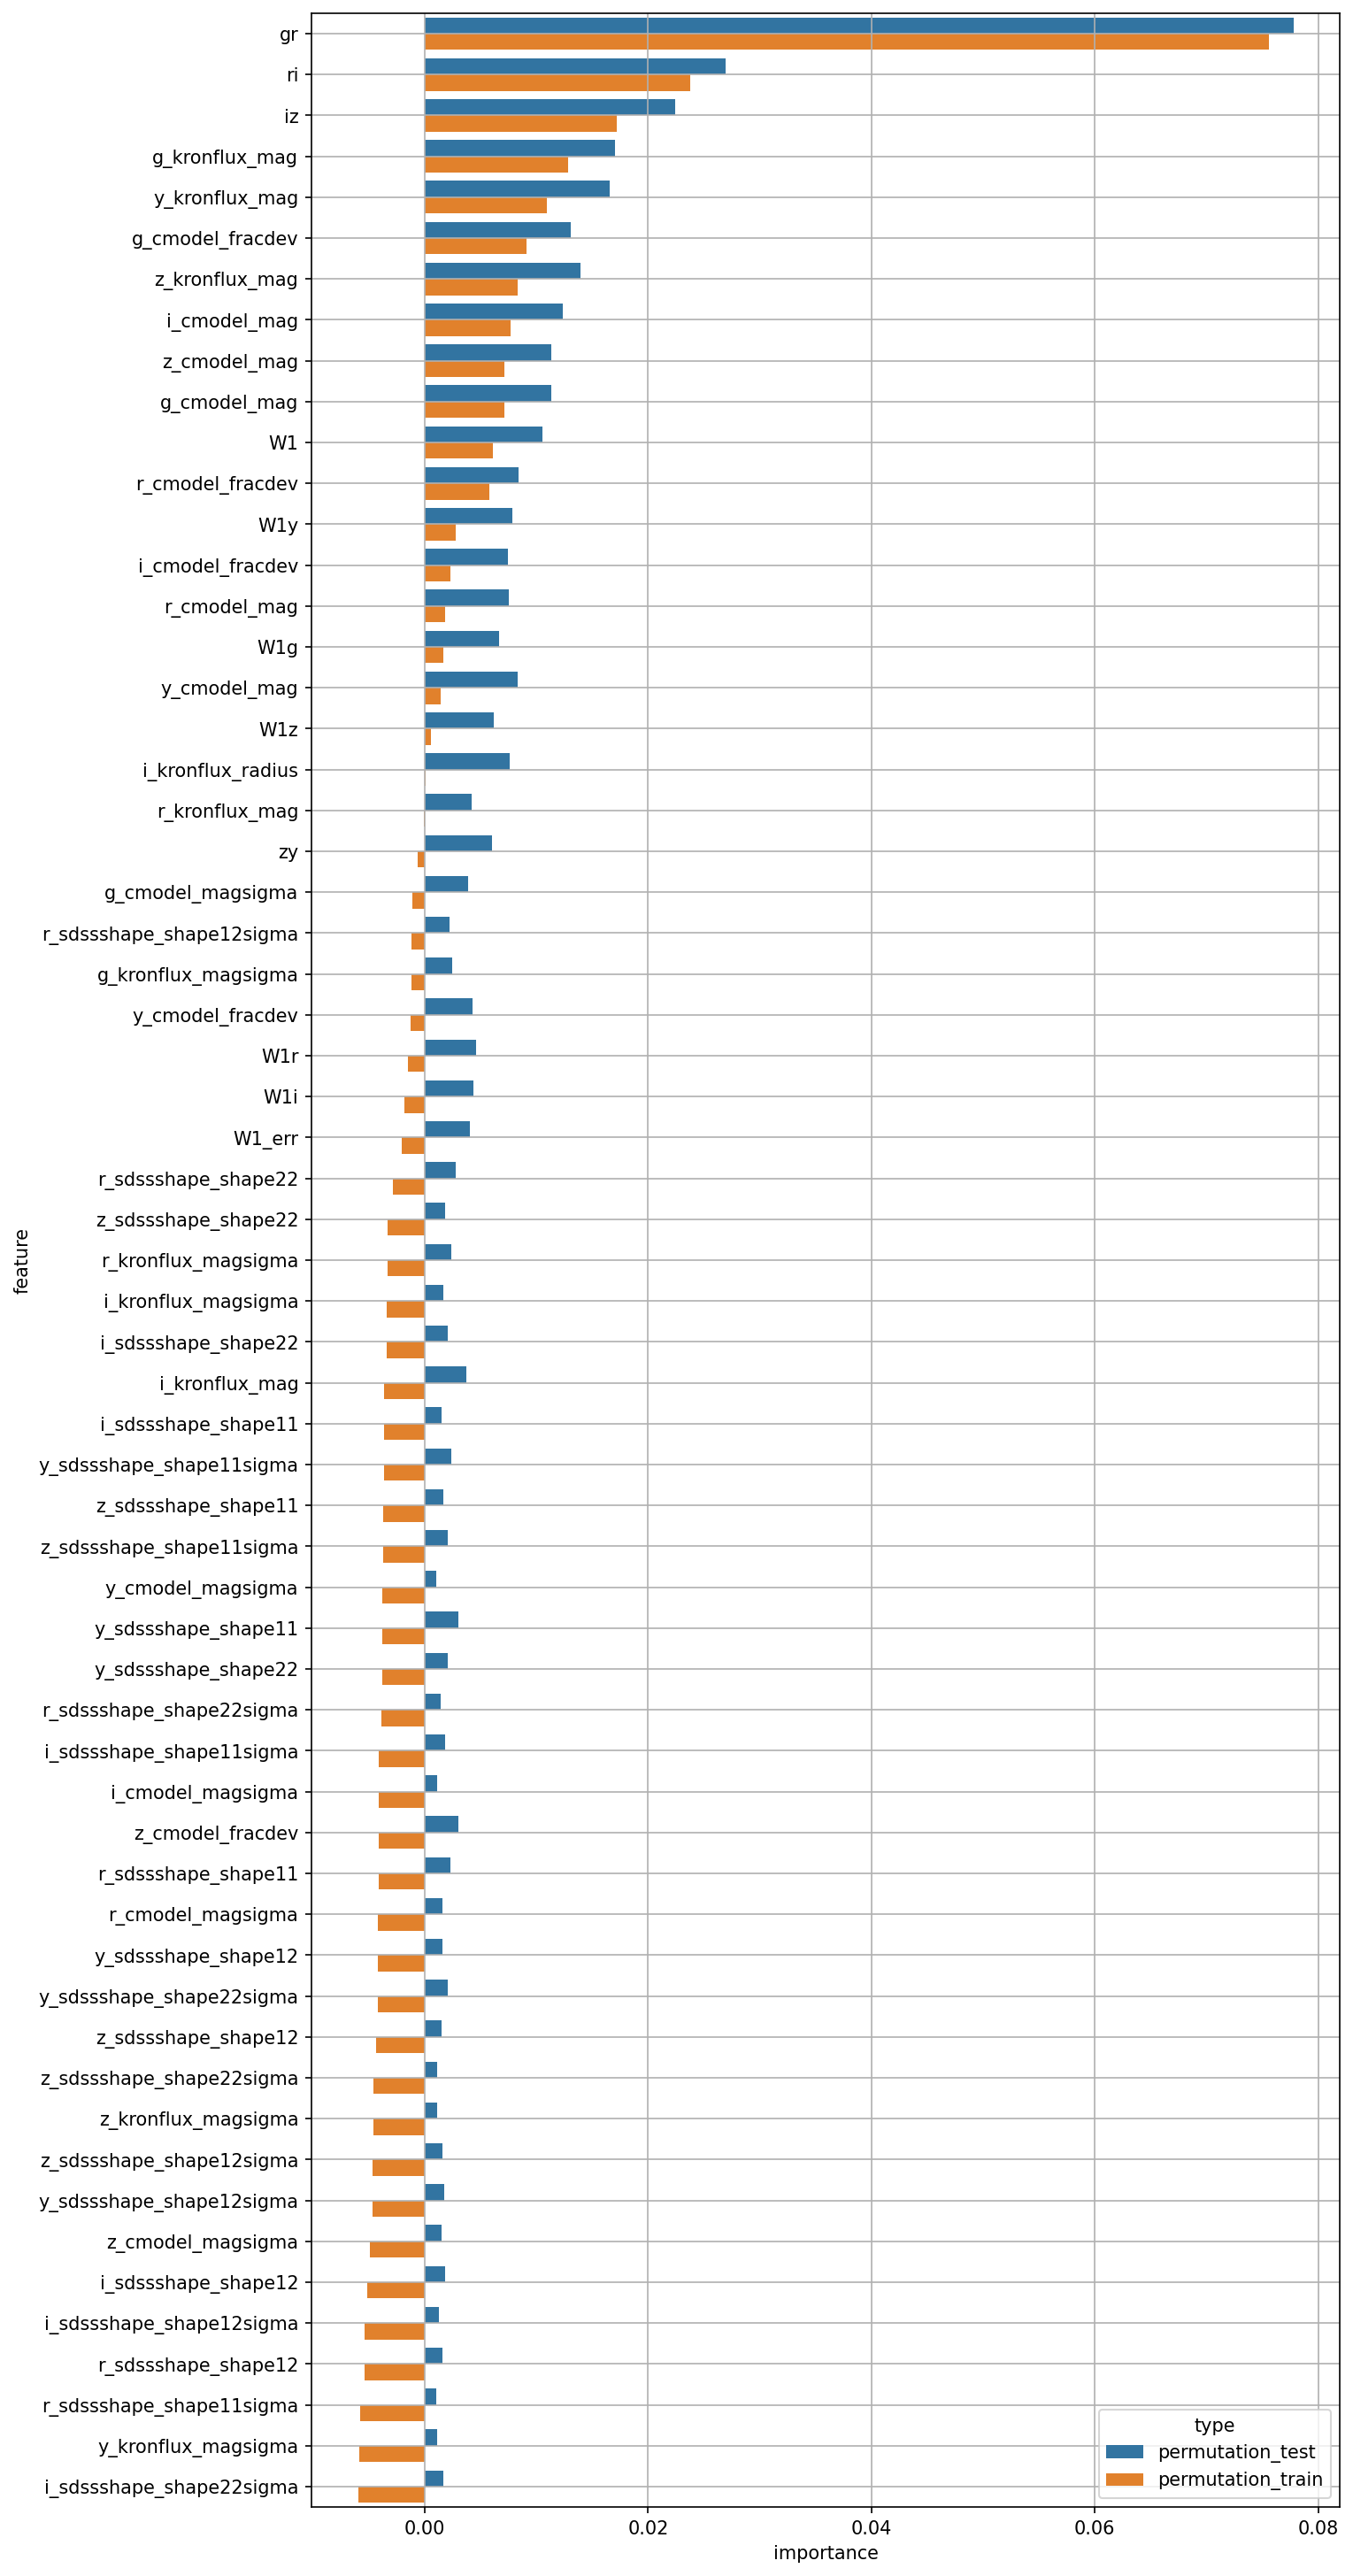 gr
ri
iz
g_kronflux_mag
y_kronflux_mag
g_cmodel_fracdev
z_kronflux_mag
i_cmodel_mag
z_cmodel_mag
g_cmodel_mag
W1
r_cmodel_fracdev
W1y
i_cmodel_fracdev
r_cmodel_mag
W1g
y_cmodel_mag
W1z
i_kronflux_radius
r_kronflux_mag
zy
g_cmodel_magsigma
r_sdssshape_shape12sigma
g_kronflux_magsigma
y_cmodel_fracdev
W1r
W1i
W1_err
r_sdssshape_shape22
z_sdssshape_shape22
r_kronflux_magsigma
i_kronflux_magsigma
i_sdssshape_shape22
i_kronflux_mag
i_sdssshape_shape11
y_sdssshape_shape11sigma
z_sdssshape_shape11
z_sdssshape_shape11sigma
y_cmodel_magsigma
y_sdssshape_shape11
y_sdssshape_shape22
r_sdssshape_shape22sigma
i_sdssshape_shape11sigma
i_cmodel_magsigma
z_cmodel_fracdev
r_sdssshape_shape11
r_cmodel_magsigma
y_sdssshape_shape12
y_sdssshape_shape22sigma
z_sdssshape_shape12
z_sdssshape_shape22sigma
z_kronflux_magsigma
z_sdssshape_shape12sigma
y_sdssshape_shape12sigma
z_cmodel_magsigma
i_sdssshape_shape12
i_sdssshape_shape12sigma
r_sdssshape_shape12
r_sdssshape_shape11sigma
y_kronflux_magsigma
i_sdssshape_shape22sigma
feature
type
permutation_test
permutation_train
0.00 0.02 0.04 0.06 0.08
importance